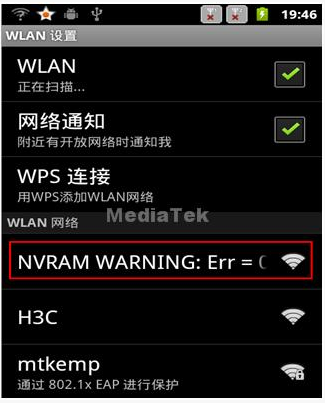 19:46
WLAN 设置
WLAN
正在扫描...
网络通知
附近有开放网络时通知我
WPS 连接
用WPS添加WLAN网络
MediaTek
WLAN 网络
NVRAM WARNING: Err =
H3C
mtkemp
通过 802.1x EAP 进行保护